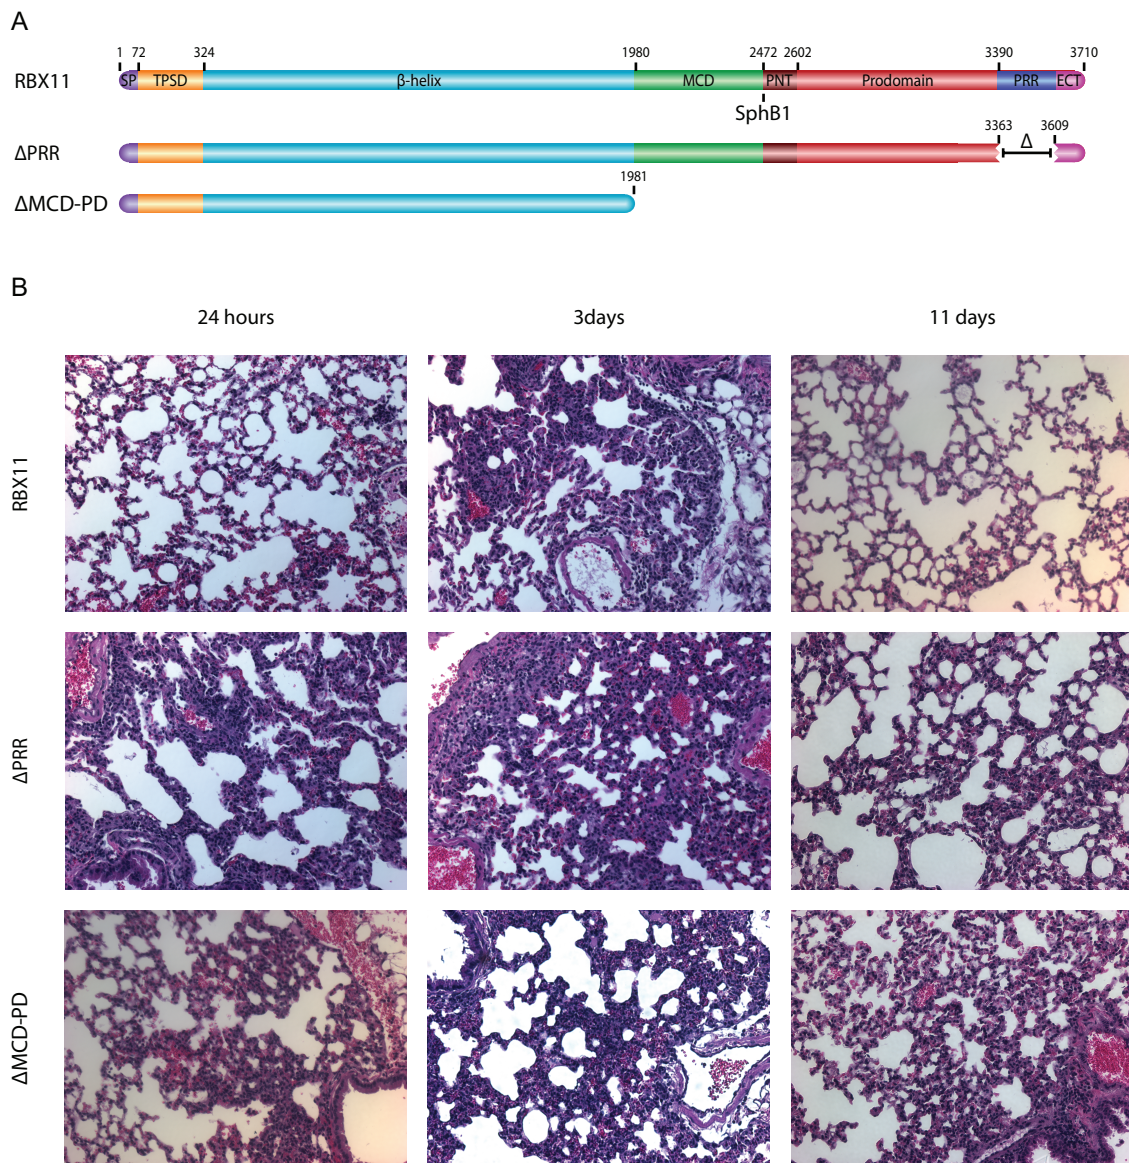 A
1 72 324 1980 2472 2602 3390 3710
RBX11 SP TPSD β-helix MCD PNT Prodomain PRR ECT
SphB1
3363 3609
ΔPRR Δ
1981
ΔMCD-PD
B
24 hours 3days 11 days
RBX11
ΔPRR
ΔMCD-PD